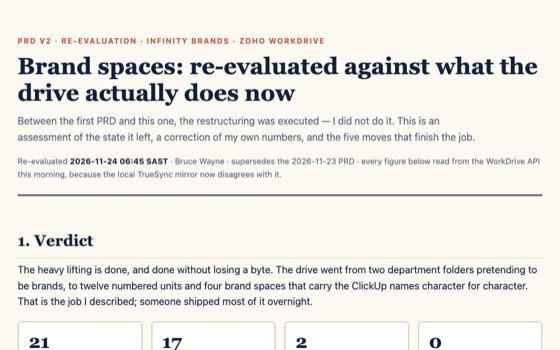 PRD V2 · RE-EVALUATION · INFINITY BRANDS · ZOHO WORKDRIVE
Brand spaces: re-evaluated against what the
drive actually does now
Between the first PRD and this one, the restructuring was executed — I did not do it. This is an
assessment of the state it left, a correction of my own numbers, and the five moves that finish the job.
Re-evaluated 2026-11-24 06:45 SAST · Bruce Wayne · supersedes the 2026-11-23 PRD · every figure below read from the WorkDrive API
this morning, because the local TrueSync mirror now disagrees with it.
1. Verdict
The heavy lifting is done, and done without losing a byte. The drive went from two department folders pretending to
be brands, to twelve numbered units and four brand spaces that carry the ClickUp names character for character.
That is the job I described; someone shipped most of it overnight.
21 17 2 0